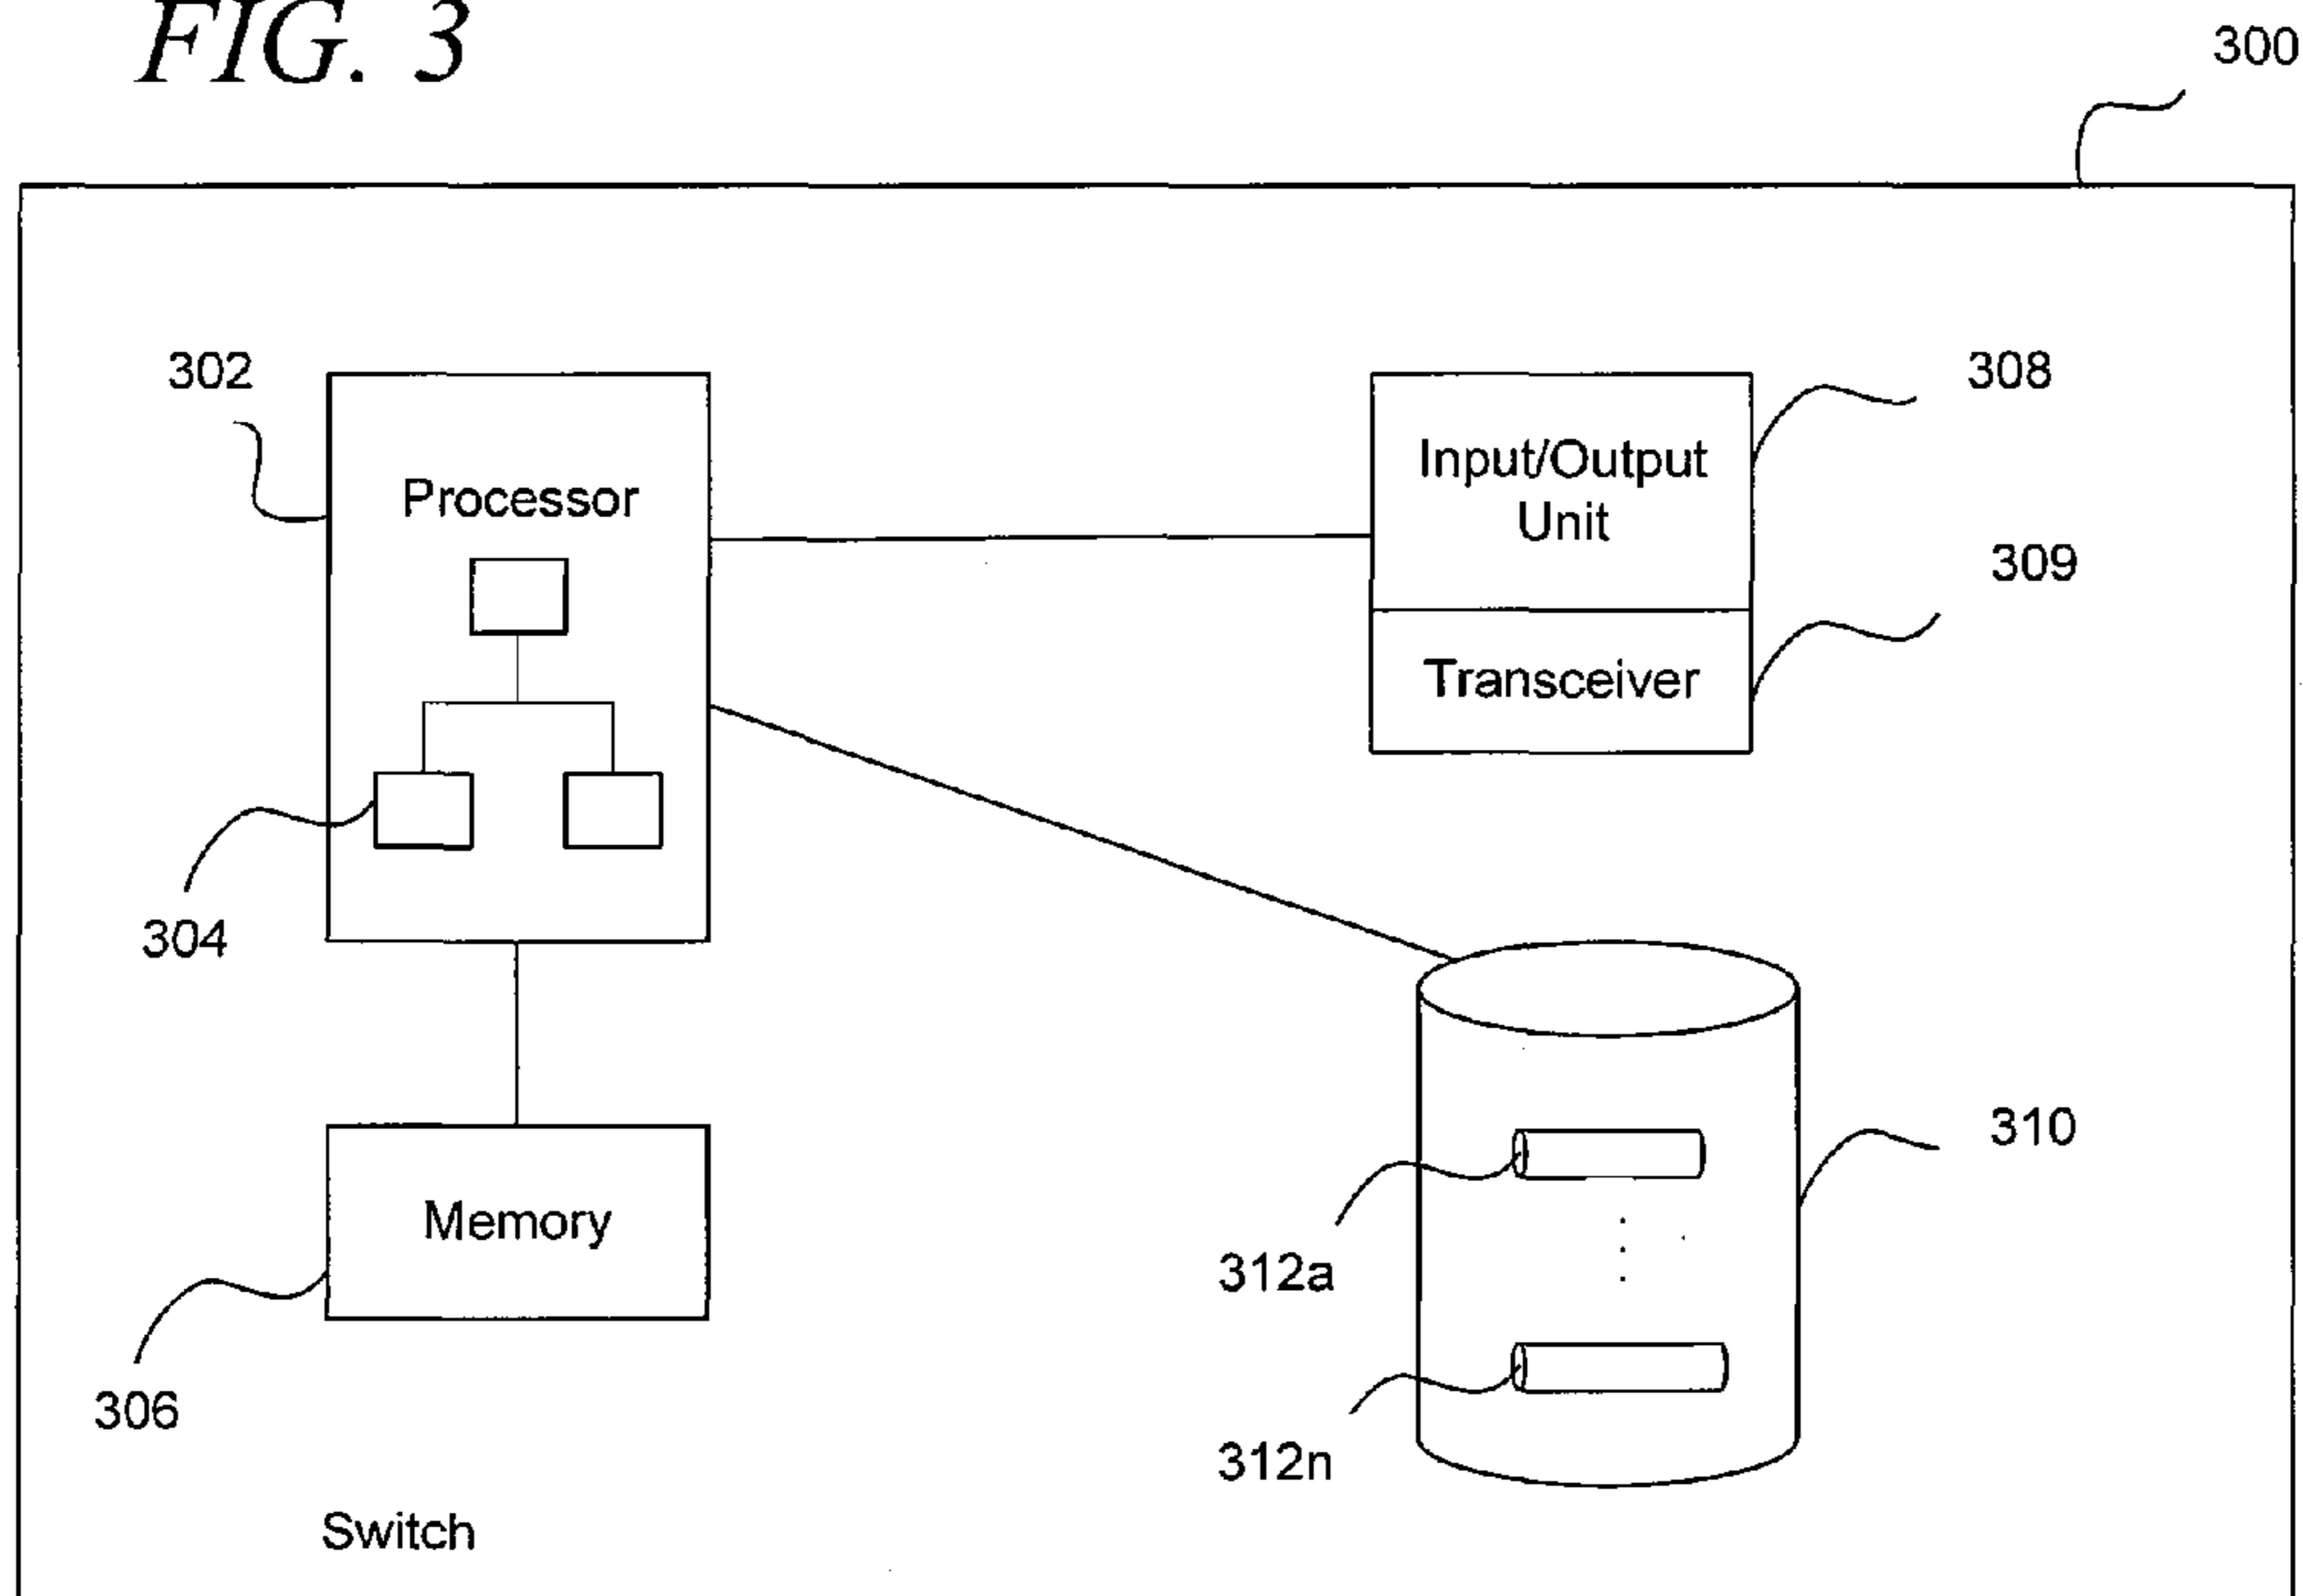 FIG. 3
300
302
Processor
308
Input/Output
Unit
309
Transceiver
304
310
Memory
312a
306
312n
Switch